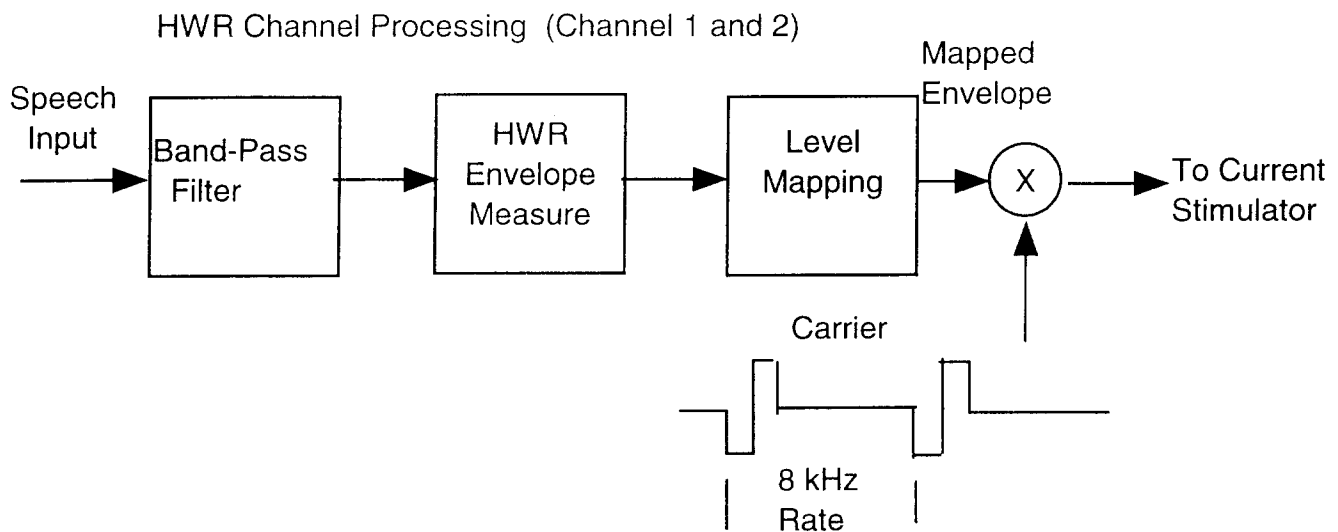 HWR Channel Processing (Channel 1 and 2)
Speech
Input
Band-Pass
Filter
HWR
Envelope
Measure
Level
Mapping
Mapped
Envelope
X
To Current
Stimulator
Carrier
8 kHz
Rate